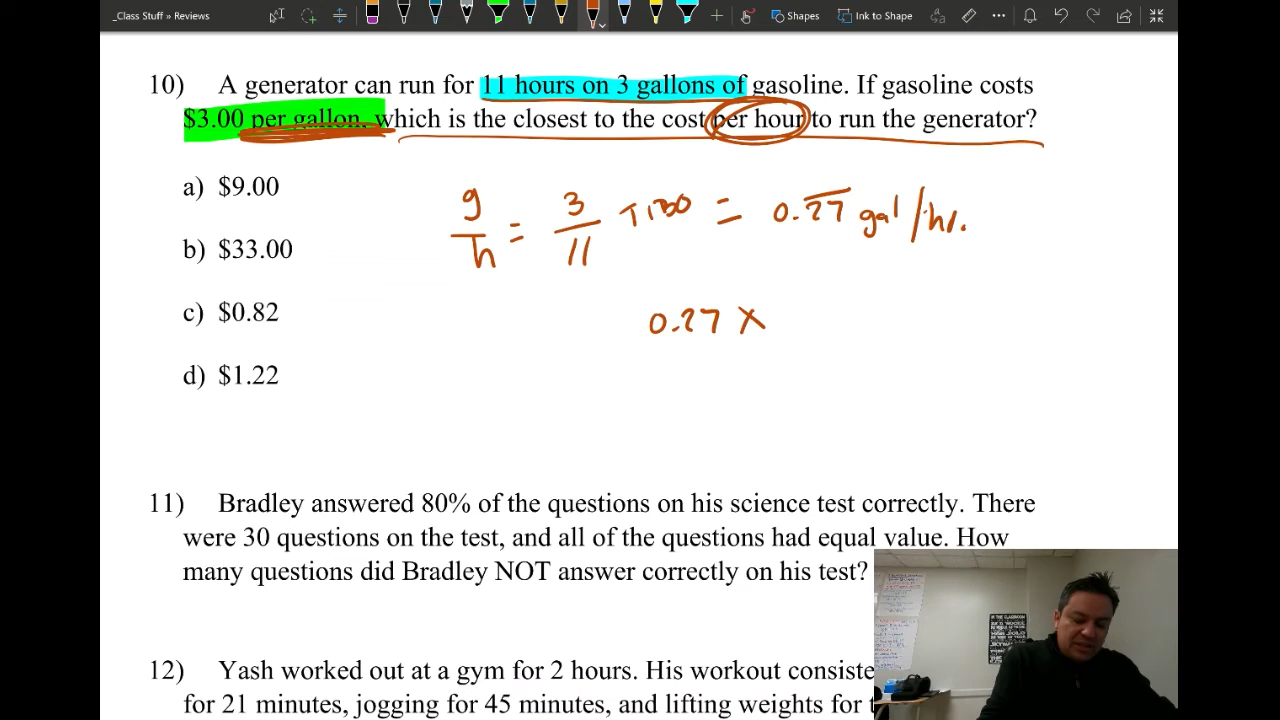 _Class Stuff » Reviews
Shapes Ink to Shape
10) A generator can run for 11 hours on 3 gallons of gasoline. If gasoline costs
$3.00 per gallon, which is the closest to the cost per hour to run the generator?
a) $9.00
b) $33.00
c) $0.82
d) $1.22
g/h = 3/11 = 0.27 gal/hr.
0.27 x
11) Bradley answered 80% of the questions on his science test correctly. There
were 30 questions on the test, and all of the questions had equal value. How
many questions did Bradley NOT answer correctly on his test?
12) Yash worked out at a gym for 2 hours. His workout consiste
for 21 minutes, jogging for 45 minutes, and lifting weights for